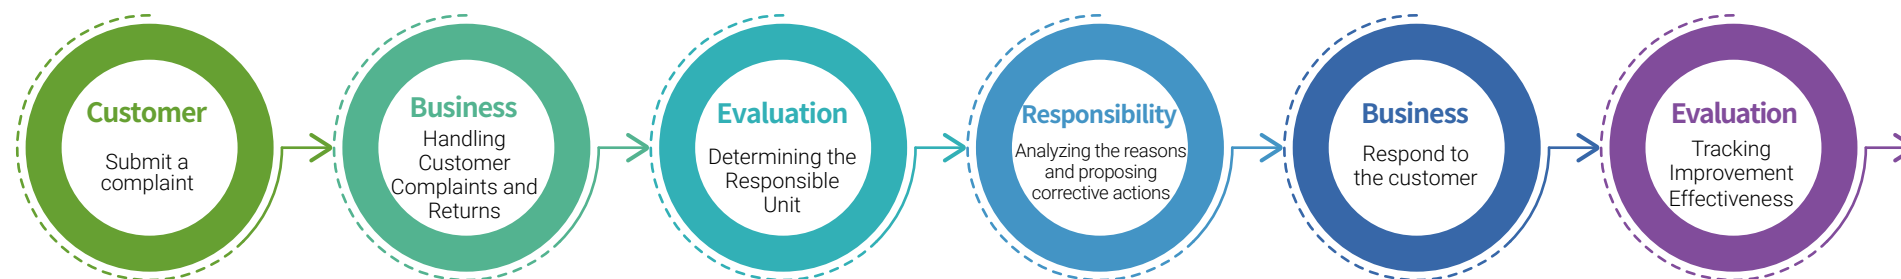 Customer
Submit a
complaint
Business
Handling
Customer
Complaints and
Returns
Evaluation
Determining the
Responsible
Unit
Responsibility
Analyzing the reasons
and proposing
corrective actions
Business
Respond to
the customer
Evaluation
Tracking
Improvement
Effectiveness